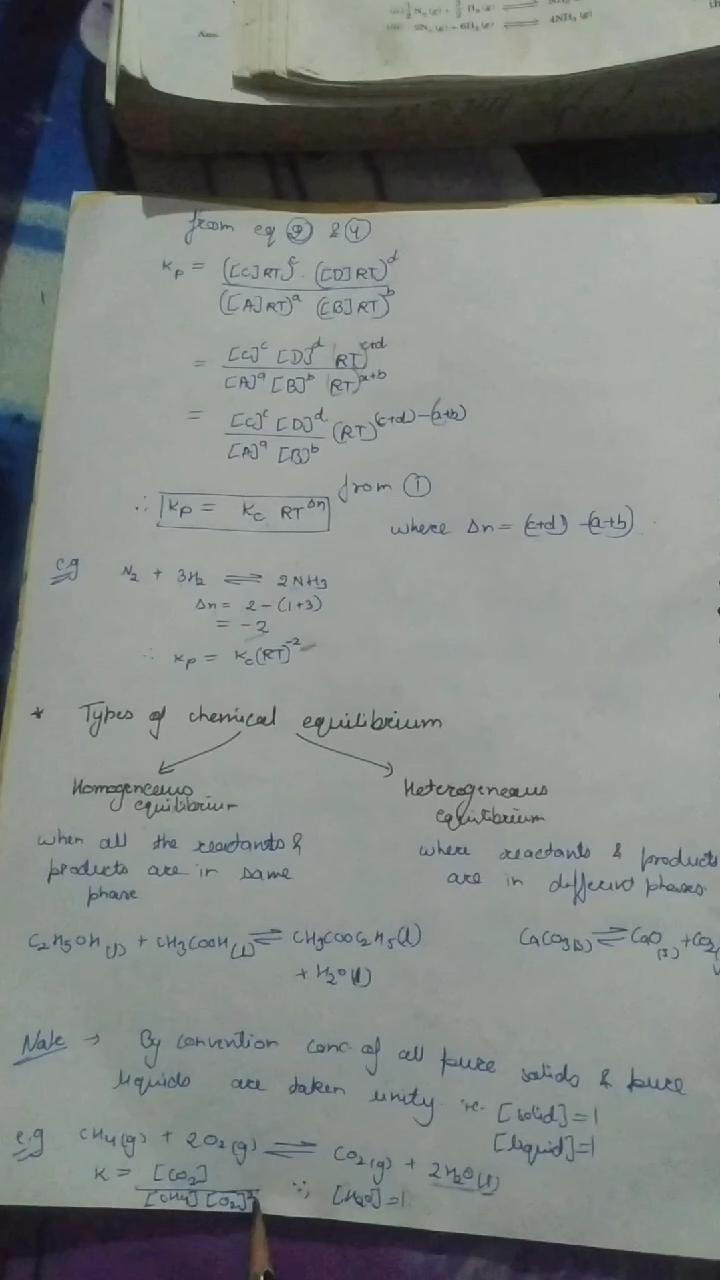 4NH₃(g)
Ans.
from eq ② & ④
Kp = ([C]RT)ᶜ · ([D]RT)ᵈ / ([A]RT)ᵃ ([B]RT)ᵇ
= [C]ᶜ [D]ᵈ (RT)ᶜ⁺ᵈ / [A]ᵃ [B]ᵇ (RT)ᵃ⁺ᵇ
= [C]ᶜ [D]ᵈ / [A]ᵃ [B]ᵇ (RT)⁽ᶜ⁺ᵈ⁾⁻⁽ᵃ⁺ᵇ⁾
∴ Kp = Kc RT^Δn from ①
where Δn = (c+d) - (a+b)
e.g N₂ + 3H₂ ⇌ 2NH₃
Δn = 2-(1+3)
= -2
∴ Kp = Kc(RT)⁻²
* Types of chemical equilibrium
Homogeneous equilibrium
when all the reactants &
products are in same
phase
C₂H₅OH(l) + CH₃COOH(l) ⇌ CH₃COOC₂H₅(l)
+ H₂O(l)
Heterogeneous
equilibrium
where reactants & products
are in different phases.
CaCO₃(s) ⇌ CaO(s) + CO₂(
Note → By convention conc. of all pure solids & pure
liquids are taken unity i.e. [solid]=1
[liquid]=1
e.g CH₄(g) + 2O₂(g) ⇌ CO₂(g) + 2H₂O(l)
K = [CO₂] / [CH₄] [O₂]² ∵ [H₂O]=1